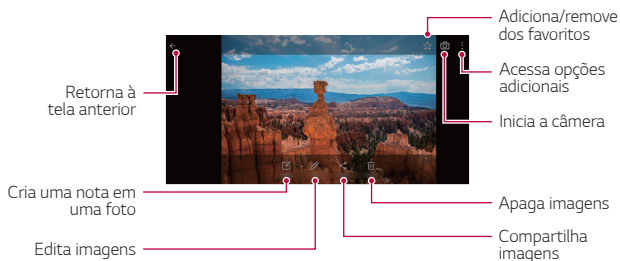 Adiciona/remove
dos favoritos
Acessa opções
adicionais
Inicia a câmera
Retorna à
tela anterior
Cria uma nota em
uma foto
Edita imagens
Apaga imagens
Compartilha
imagens